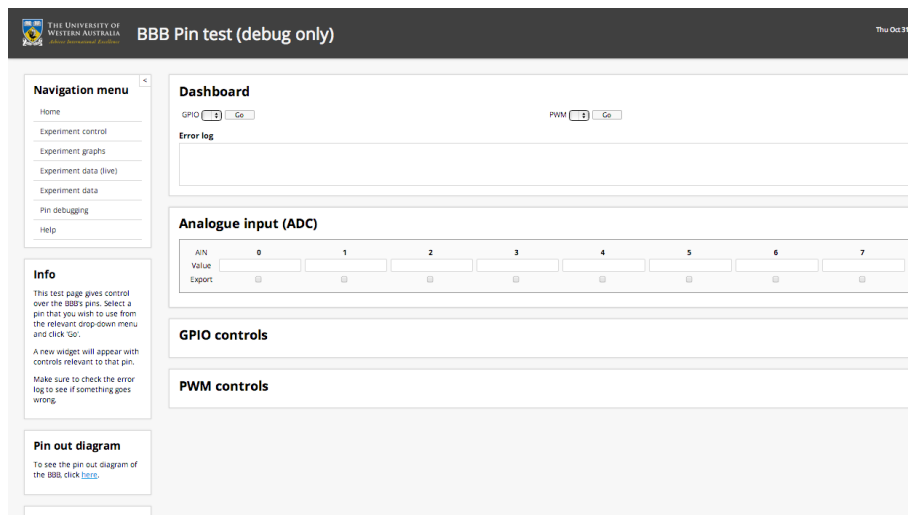 THE UNIVERSITY OF
WESTERN AUSTRALIA
Achieve International Excellence
BBB Pin test (debug only)
Thu Oct 31
<
Navigation menu
Home
Experiment control
Experiment graphs
Experiment data (live)
Experiment data
Pin debugging
Help
Info
This test page gives control
over the BBB's pins. Select a
pin that you wish to use from
the relevant drop-down menu
and click 'Go'.
A new widget will appear with
controls relevant to that pin.
Make sure to check the error
log to see if something goes
wrong.
Pin out diagram
To see the pin out diagram of
the BBB, click here.
Dashboard
GPIO Go PWM Go
Error log
Analogue input (ADC)
AIN 0 1 2 3 4 5 6 7
Value
Export
GPIO controls
PWM controls